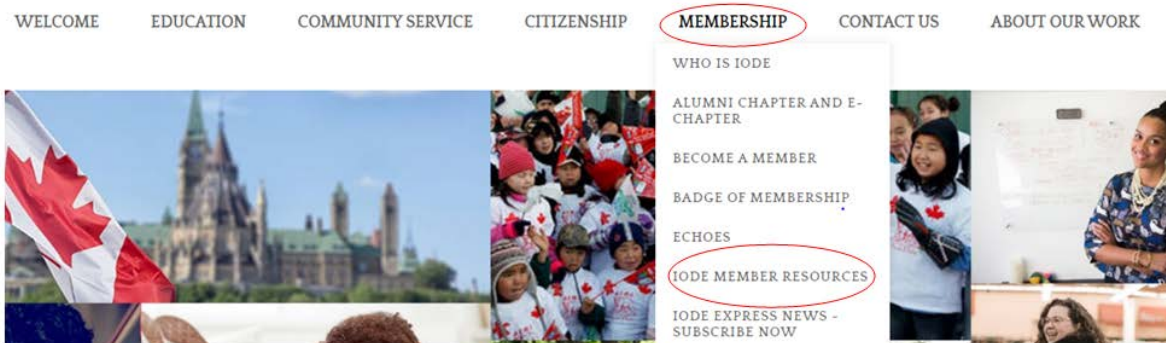 WELCOME EDUCATION COMMUNITY SERVICE CITIZENSHIP MEMBERSHIP CONTACT US ABOUT OUR WORK
WHO IS IODE
ALUMNI CHAPTER AND E-
CHAPTER
BECOME A MEMBER
BADGE OF MEMBERSHIP
ECHOES
IODE MEMBER RESOURCES
IODE EXPRESS NEWS -
SUBSCRIBE NOW